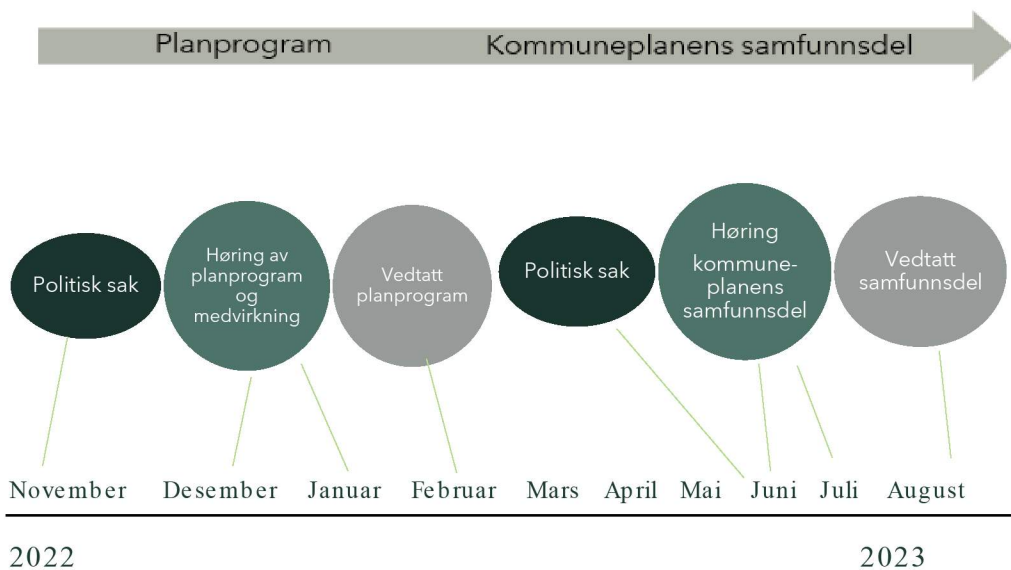 Planprogram
Kommuneplanens samfunnsdel
Politisk sak
Høring av
planprogram
og
medvirkning
Vedtatt
planprogram
Politisk sak
Høring
kommune-
planens
samfunnsdel
Vedtatt
samfunnsdel
November
Desember
Januar
Februar
Mars
April
Mai
Juni
Juli
August
2022
2023